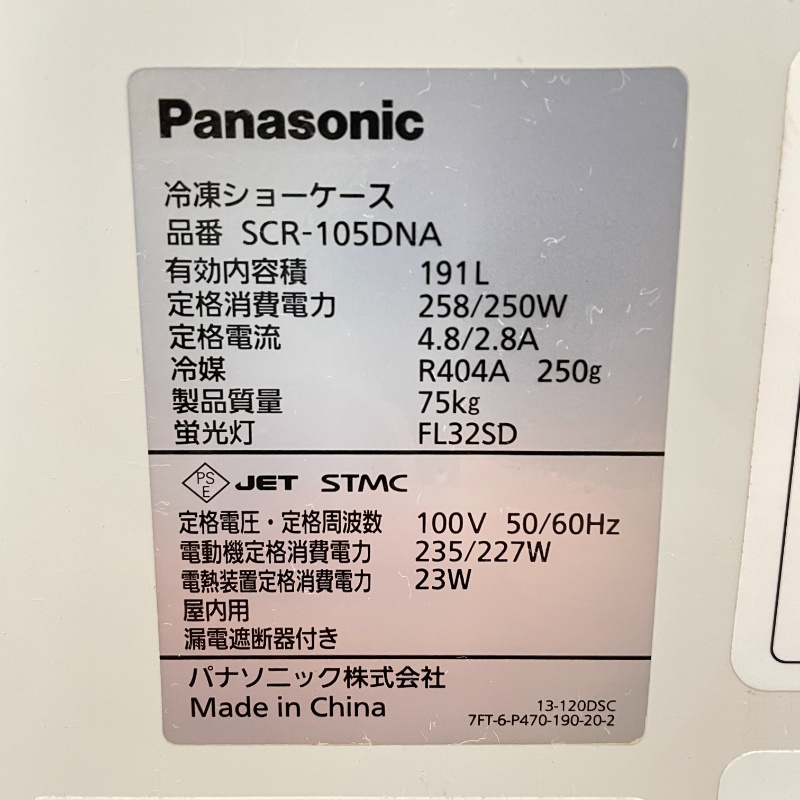 Panasonic
冷凍ショーケース
品番 SCR-105DNA
有効内容積 191L
定格消費電力 258/250W
定格電流 4.8/2.8A
冷媒 R404A 250g
製品質量 75kg
蛍光灯 FL32SD
PS E JET STMC
定格電圧・定格周波数 100V 50/60Hz
電動機定格消費電力 235/227W
電熱装置定格消費電力 23W
屋内用
漏電遮断器付き
パナソニック株式会社
Made in China
13-120DSC
7FT-6-P470-190-20-2